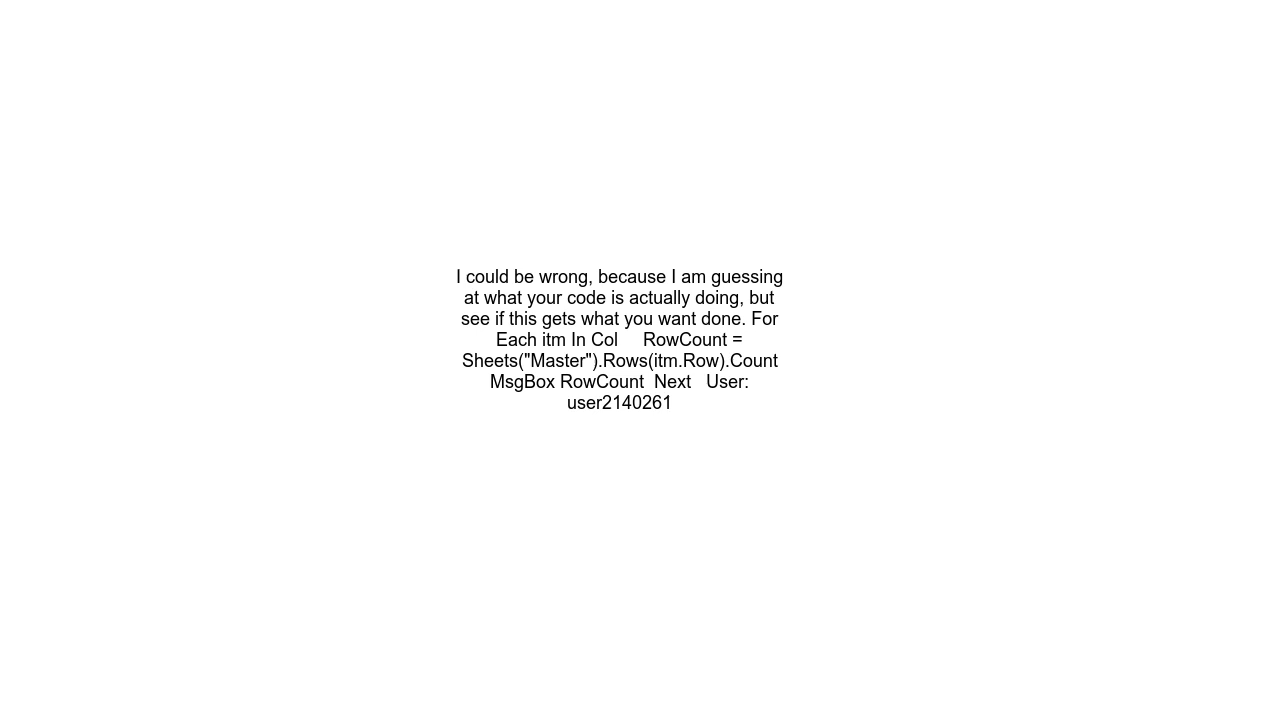 I could be wrong, because I am guessing
at what your code is actually doing, but
see if this gets what you want done. For
Each itm In Col     RowCount =
Sheets("Master").Rows(itm.Row).Count
MsgBox RowCount  Next   User:
user2140261